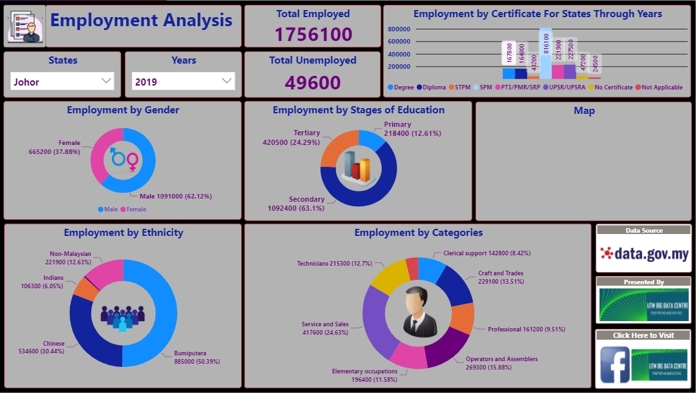 Employment Analysis
Total Employed
1756100
Total Unemployed
49600
States
Johor
Years
2019
Employment by Certificate For States Through Years
800000
600000
400000
200000
167800
164000
816100
221900
227500
47200
24500
Degree Diploma STPM SPM PT3/PMR/SRP UPSR/UPSRA No Certificate Not Applicable
Employment by Gender
Female
665200 (37.88%)
Male 1091000 (62.12%)
Male Female
Employment by Stages of Education
Primary
218400 (12.61%)
Tertiary
420500 (24.29%)
Secondary
1092400 (63.1%)
Map
Employment by Ethnicity
Non-Malaysian
221900 (12.63%)
Indians
106300 (6.05%)
Chinese
534600 (30.44%)
Bumiputera
885000 (50.39%)
Employment by Categories
Clerical support 142800 (8.42%)
Technicians 215300 (12.7%)
Craft and Trades
229100 (13.51%)
Service and Sales
417600 (24.63%)
Professional 161200 (9.51%)
Operators and Assemblers
269300 (15.88%)
Elementary occupations
196400 (11.58%)
Data Source
data.gov.my
Presented By
UTM BIG DATA CENTRE
Click Here to Visit
f
UTM BIG DATA CENTRE